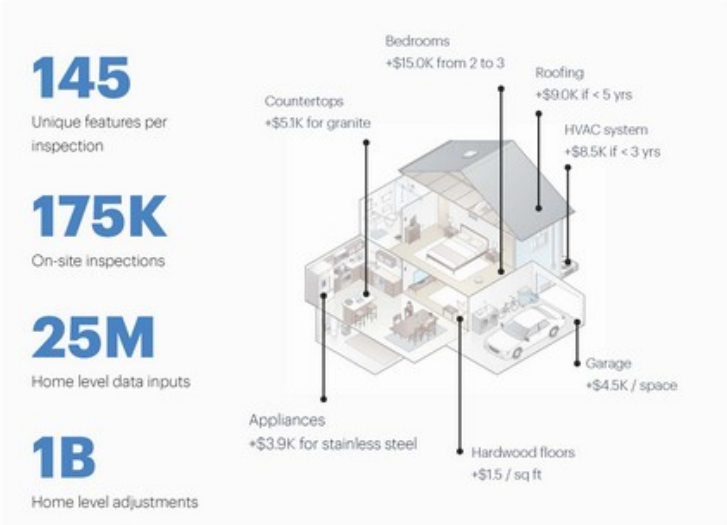 145
Unique features per
inspection
175K
On-site inspections
25M
Home level data inputs
1B
Home level adjustments
Bedrooms
+$15.0K from 2 to 3
Roofing
+$9.0K if < 5 yrs
Countertops
+$5.1K for granite
HVAC system
+$8.5K if < 3 yrs
Garage
+$4.5K / space
Appliances
+$3.9K for stainless steel
Hardwood floors
+$1.5 / sq ft